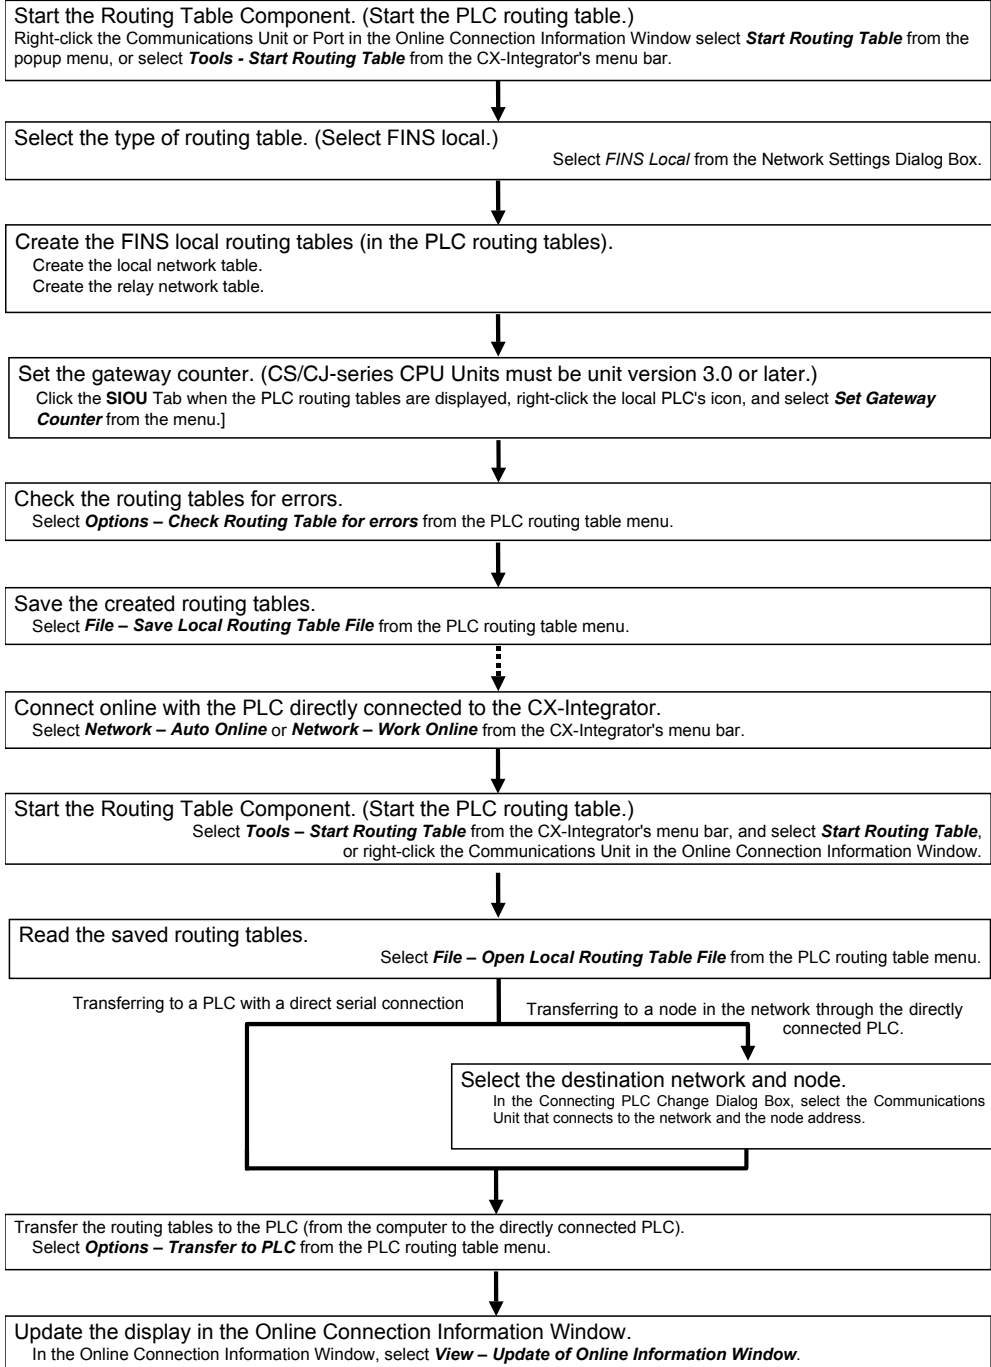 Start the Routing Table Component. (Start the PLC routing table.)
Right-click the Communications Unit or Port in the Online Connection Information Window select Start Routing Table from the
popup menu, or select Tools - Start Routing Table from the CX-Integrator's menu bar.
Select the type of routing table. (Select FINS local.)
Select FINS Local from the Network Settings Dialog Box.
Create the FINS local routing tables (in the PLC routing tables).
Create the local network table.
Create the relay network table.
Set the gateway counter. (CS/CJ-series CPU Units must be unit version 3.0 or later.)
Click the SIOU Tab when the PLC routing tables are displayed, right-click the local PLC's icon, and select Set Gateway
Counter from the menu.]
Check the routing tables for errors.
Select Options – Check Routing Table for errors from the PLC routing table menu.
Save the created routing tables.
Select File – Save Local Routing Table File from the PLC routing table menu.
Connect online with the PLC directly connected to the CX-Integrator.
Select Network – Auto Online or Network – Work Online from the CX-Integrator's menu bar.
Start the Routing Table Component. (Start the PLC routing table.)
Select Tools – Start Routing Table from the CX-Integrator's menu bar, and select Start Routing Table,
or right-click the Communications Unit in the Online Connection Information Window.
Read the saved routing tables.
Select File – Open Local Routing Table File from the PLC routing table menu.
Transferring to a PLC with a direct serial connection
Transferring to a node in the network through the directly
connected PLC.
Select the destination network and node.
In the Connecting PLC Change Dialog Box, select the Communications
Unit that connects to the network and the node address.
Transfer the routing tables to the PLC (from the computer to the directly connected PLC).
Select Options – Transfer to PLC from the PLC routing table menu.
Update the display in the Online Connection Information Window.
In the Online Connection Information Window, select View – Update of Online Information Window.